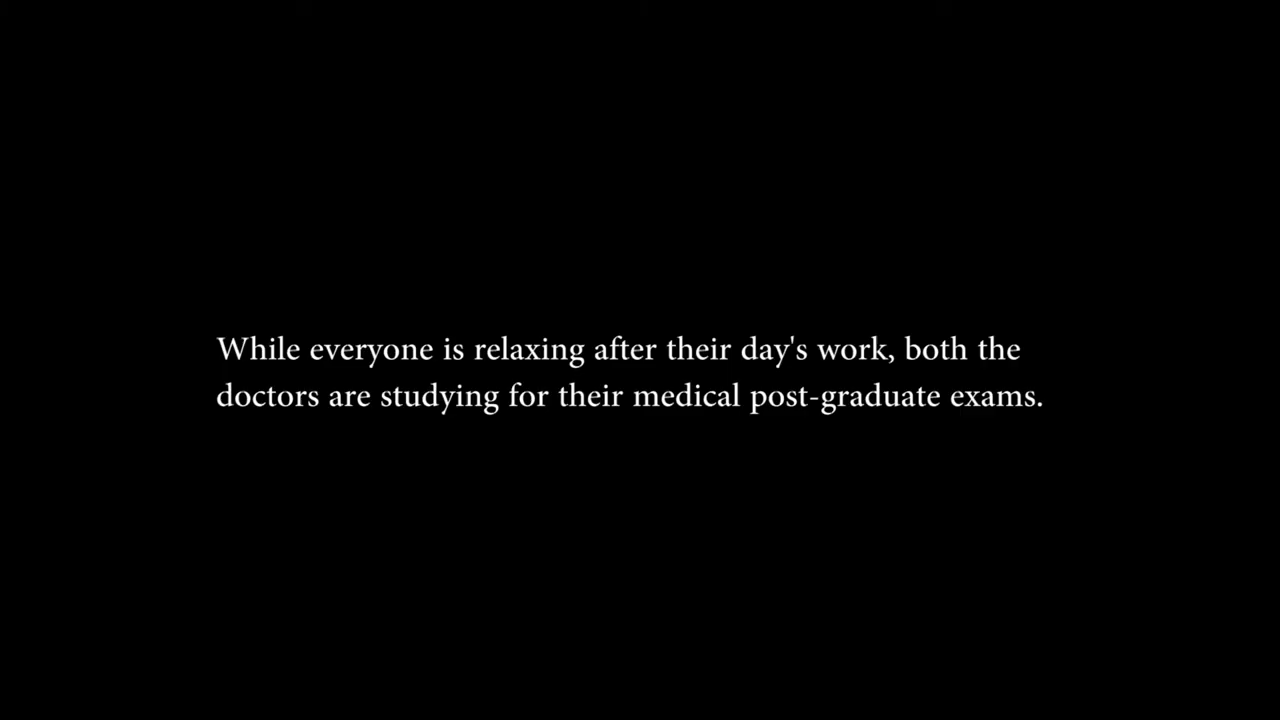 While everyone is relaxing after their day's work, both the
doctors are studying for their medical post-graduate exams.